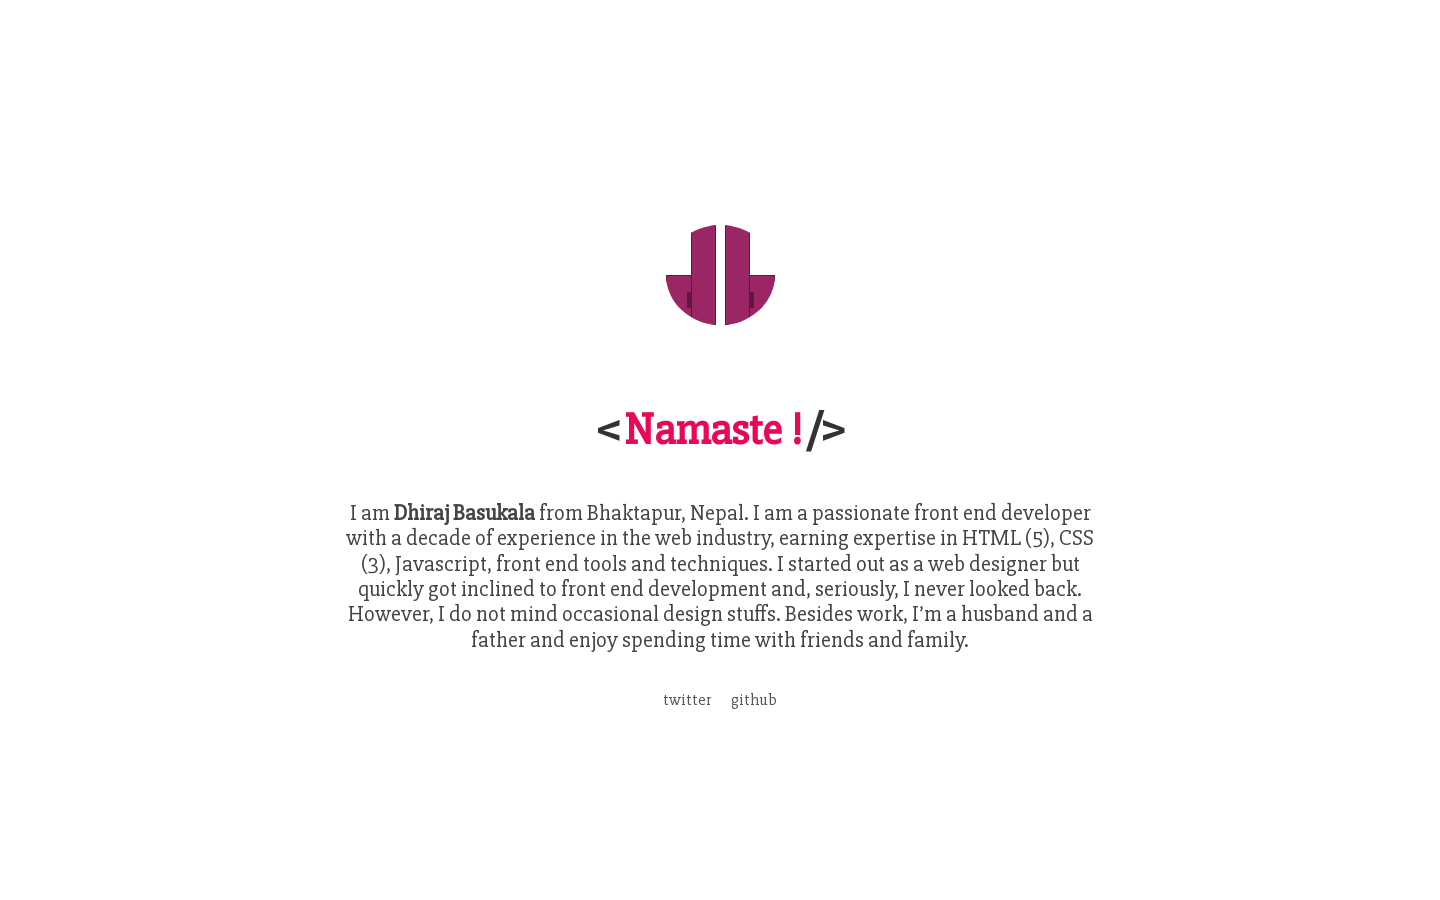 <Namaste !/>
I am Dhiraj Basukala from Bhaktapur, Nepal. I am a passionate front end developer
with a decade of experience in the web industry, earning expertise in HTML (5), CSS
(3), Javascript, front end tools and techniques. I started out as a web designer but
quickly got inclined to front end development and, seriously, I never looked back.
However, I do not mind occasional design stuffs. Besides work, I’m a husband and a
father and enjoy spending time with friends and family.
twitter github